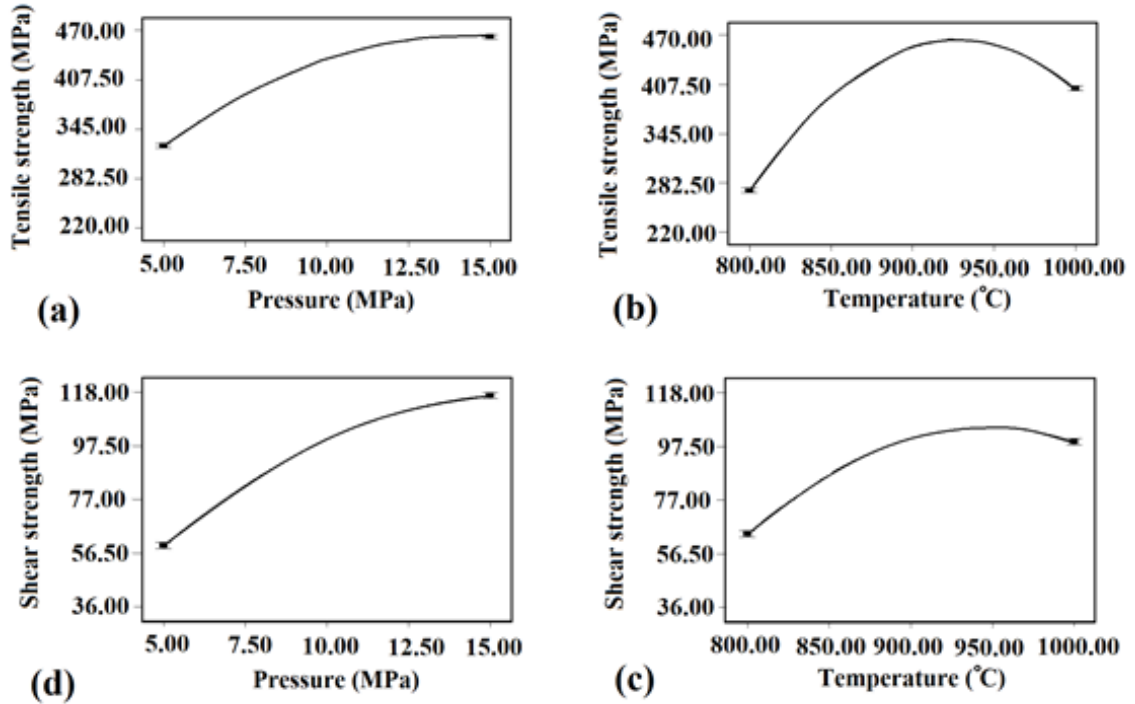 Tensile strength (MPa)
470.00
407.50
345.00
282.50
220.00
5.00 7.50 10.00 12.50 15.00
Pressure (MPa)
(a)
Tensile strength (MPa)
470.00
407.50
345.00
282.50
220.00
800.00 850.00 900.00 950.00 1000.00
Temperature (°C)
(b)
Shear strength (MPa)
118.00
97.50
77.00
56.50
36.00
5.00 7.50 10.00 12.50 15.00
Pressure (MPa)
(d)
Shear strength (MPa)
118.00
97.50
77.00
56.50
36.00
800.00 850.00 900.00 950.00 1000.00
Temperature (°C)
(c)